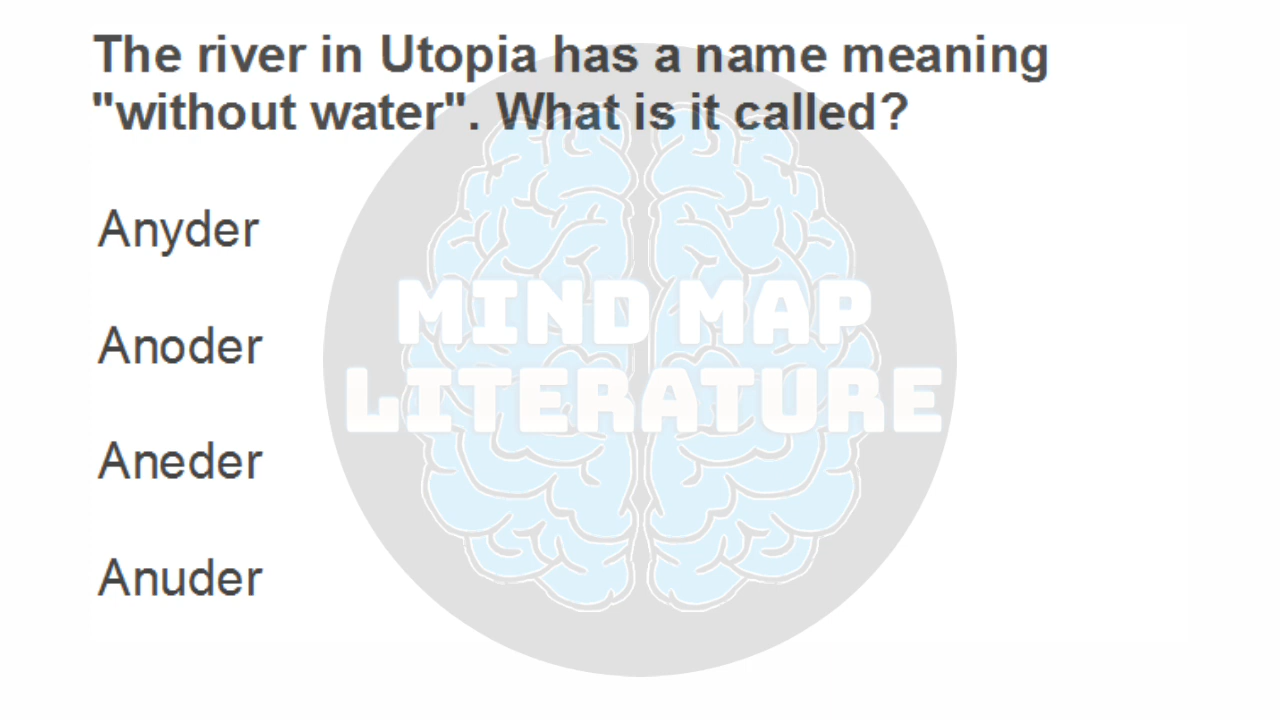 The river in Utopia has a name meaning
"without water". What is it called?
Anyder
Anoder
MIND MAP
LITERATURE
Aneder
Anuder